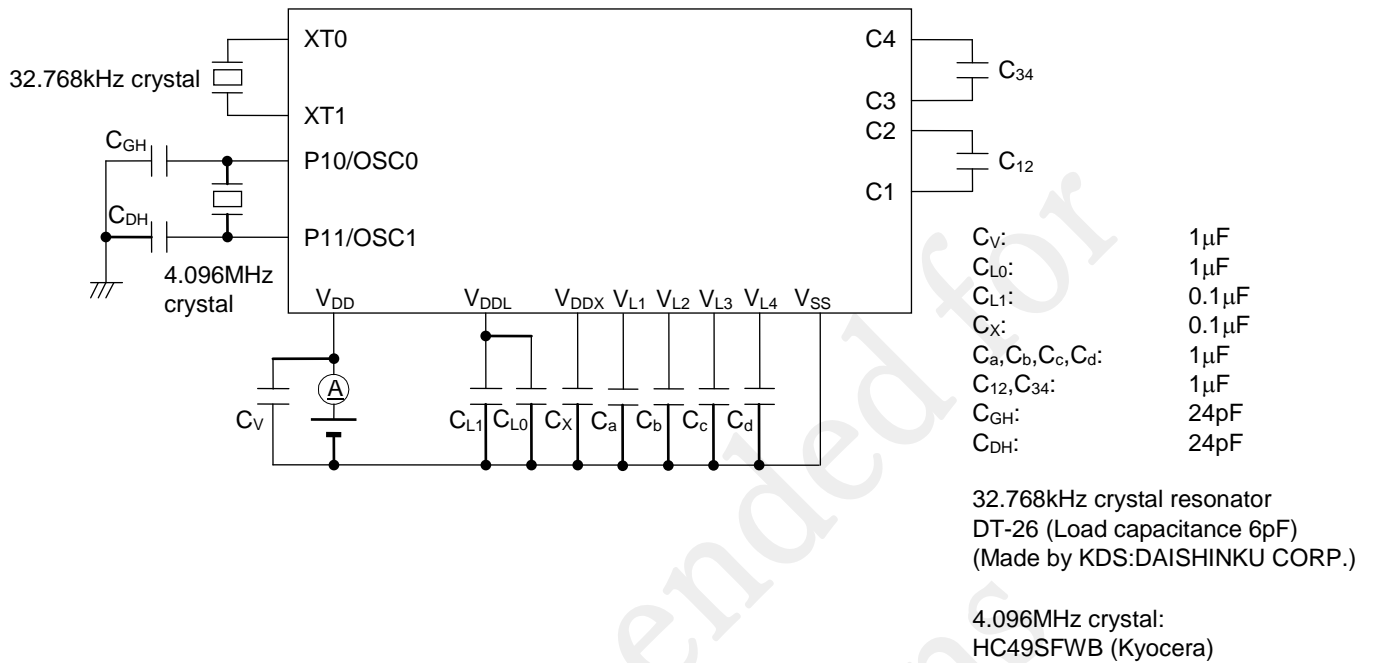 XT0
C4
C34
32.768kHz crystal
C3
XT1
C2
CGH
P10/OSC0
C12
C1
CDH
P11/OSC1
4.096MHz
crystal
VDD VDDL VDDX VL1 VL2 VL3 VL4 VSS
A
CV CL1 CL0 CX Ca Cb Cc Cd
CV: 1μF
CL0: 1μF
CL1: 0.1μF
CX: 0.1μF
Ca,Cb,Cc,Cd: 1μF
C12,C34: 1μF
CGH: 24pF
CDH: 24pF
32.768kHz crystal resonator
DT-26 (Load capacitance 6pF)
(Made by KDS:DAISHINKU CORP.)
4.096MHz crystal:
HC49SFWB (Kyocera)
ended for